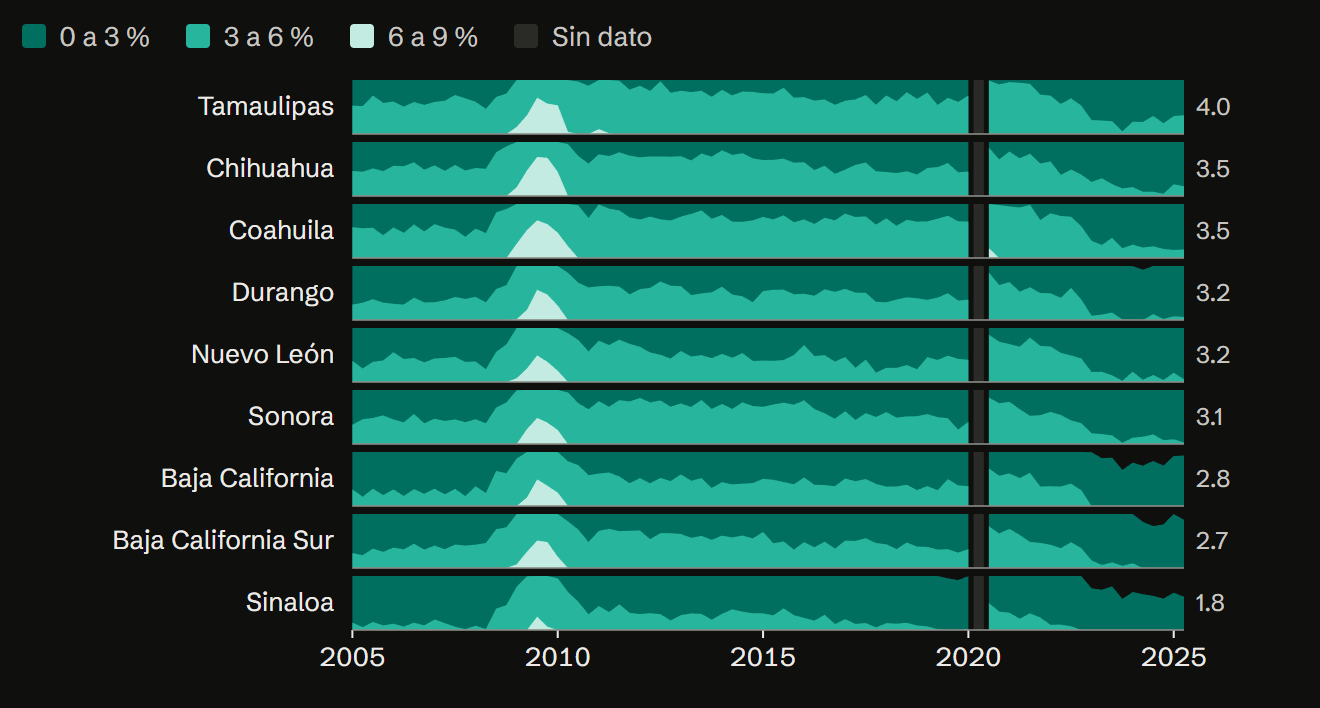 0 a 3 % 3 a 6 % 6 a 9 % Sin dato
Tamaulipas 4.0
Chihuahua 3.5
Coahuila 3.5
Durango 3.2
Nuevo León 3.2
Sonora 3.1
Baja California 2.8
Baja California Sur 2.7
Sinaloa 1.8
2005 2010 2015 2020 2025